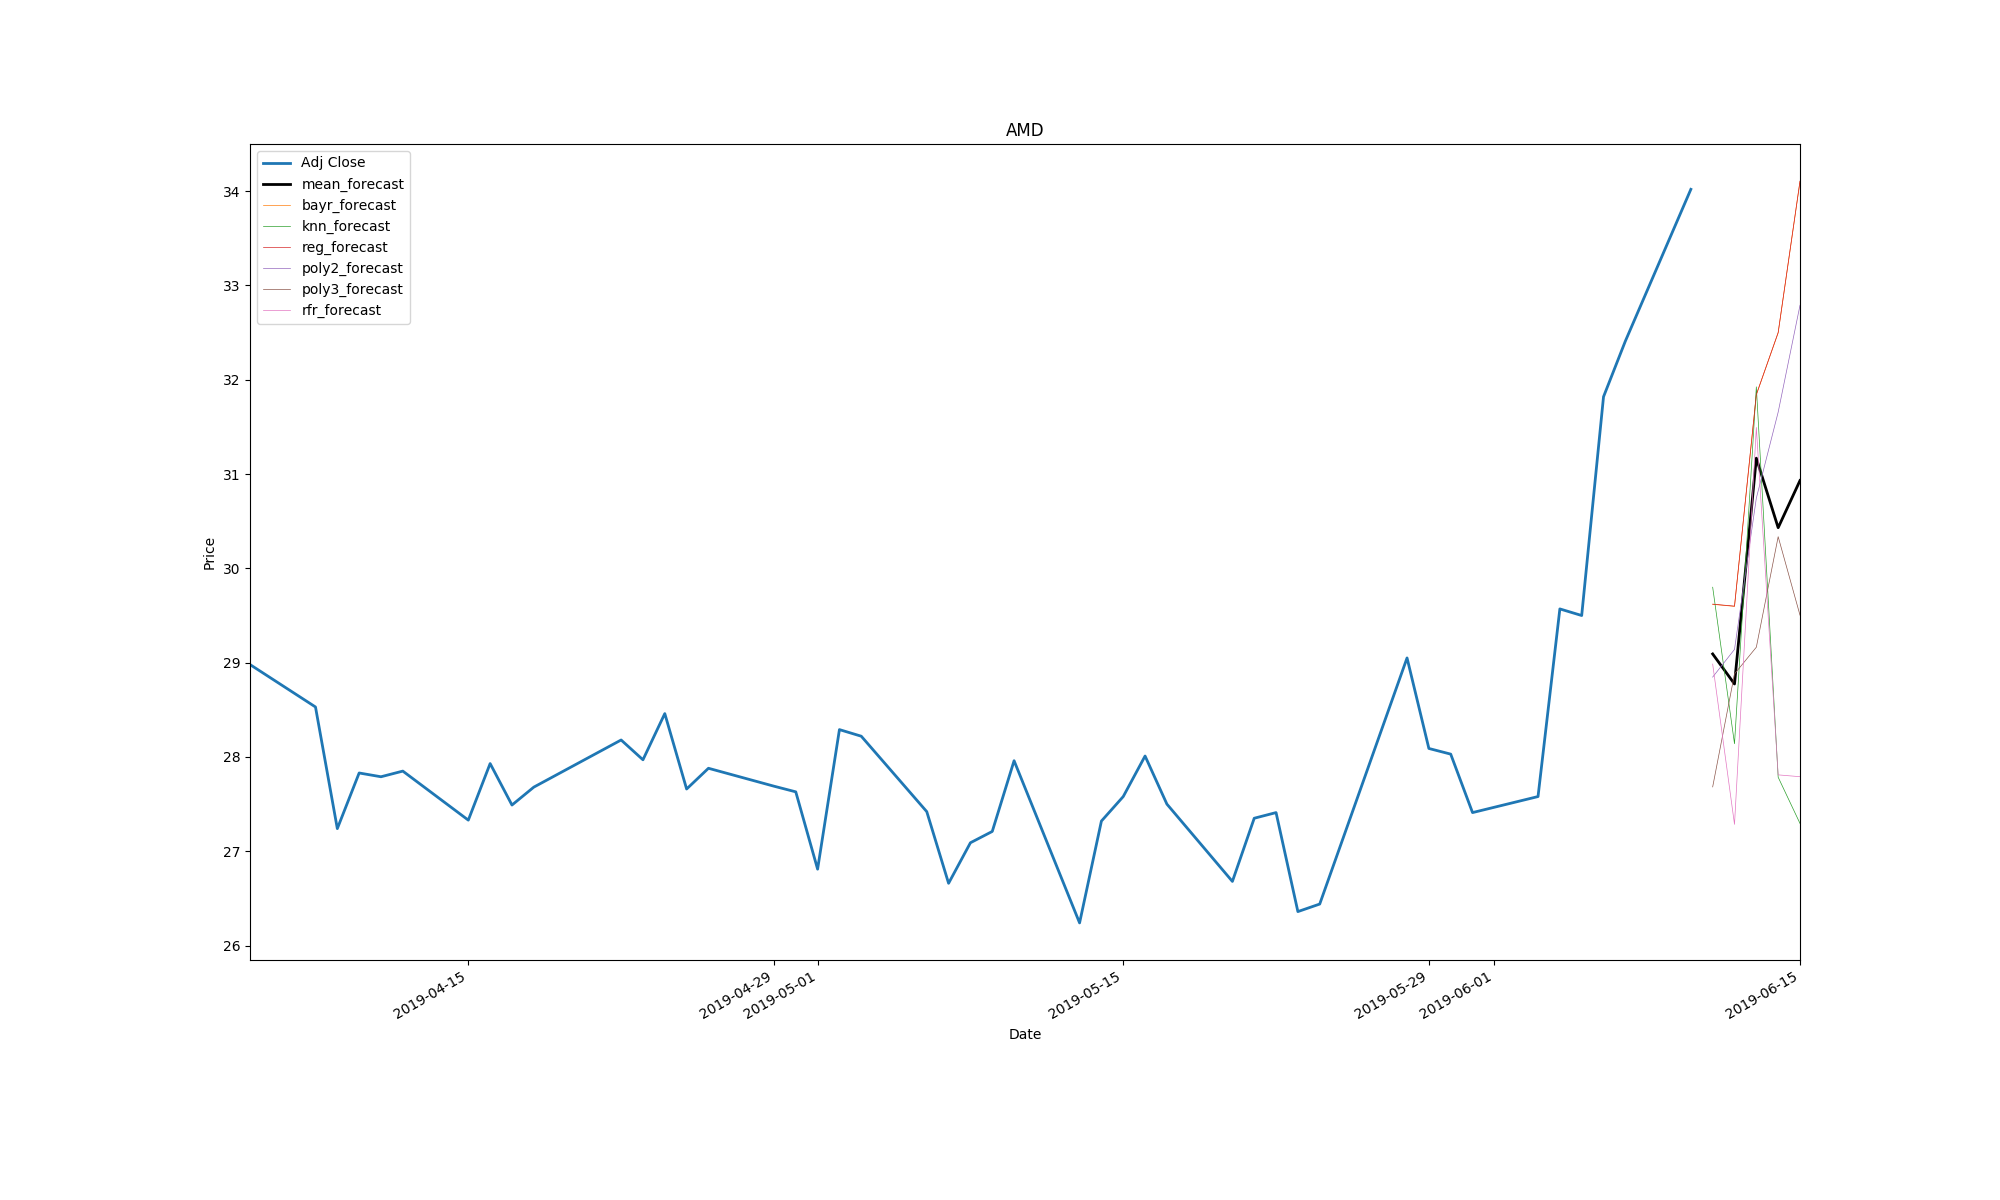 AMD
Adj Close
mean_forecast
bayr_forecast
knn_forecast
reg_forecast
poly2_forecast
poly3_forecast
rfr_forecast
34
33
32
31
30
29
28
27
26
Price
2019-04-15
2019-04-29
2019-05-01
2019-05-15
2019-05-29
2019-06-01
2019-06-15
Date